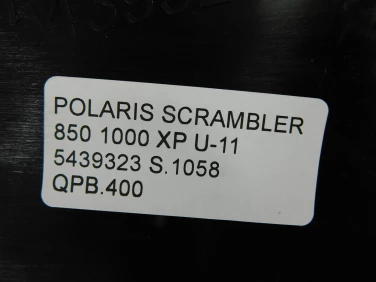 POLARIS SCRAMBLER
850 1000 XP U-11
5439323 S.1058
QPB.400